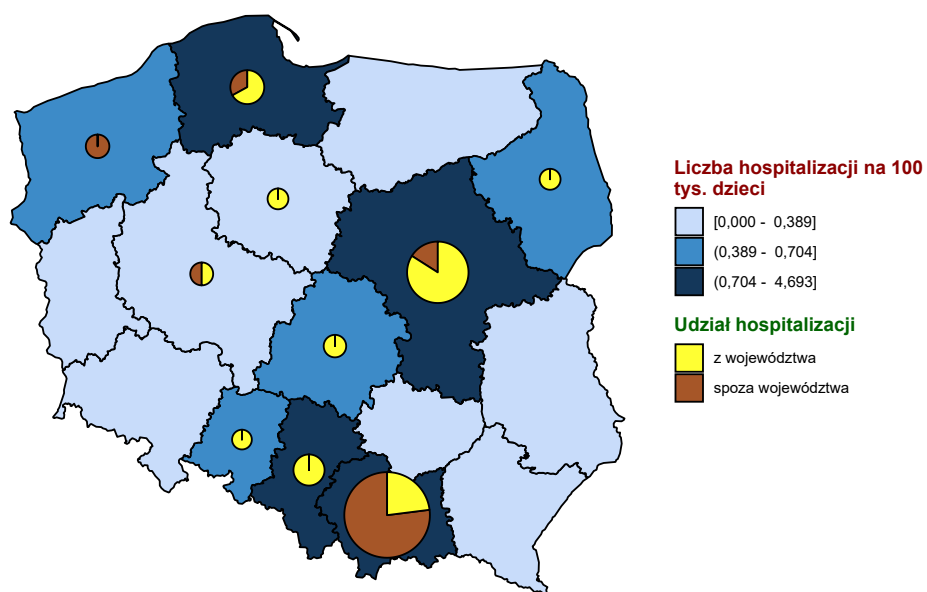 Liczba hospitalizacji na 100
tys. dzieci
[0,000 - 0,389]
(0,389 - 0,704]
(0,704 - 4,693]
Udział hospitalizacji
z województwa
spoza województwa